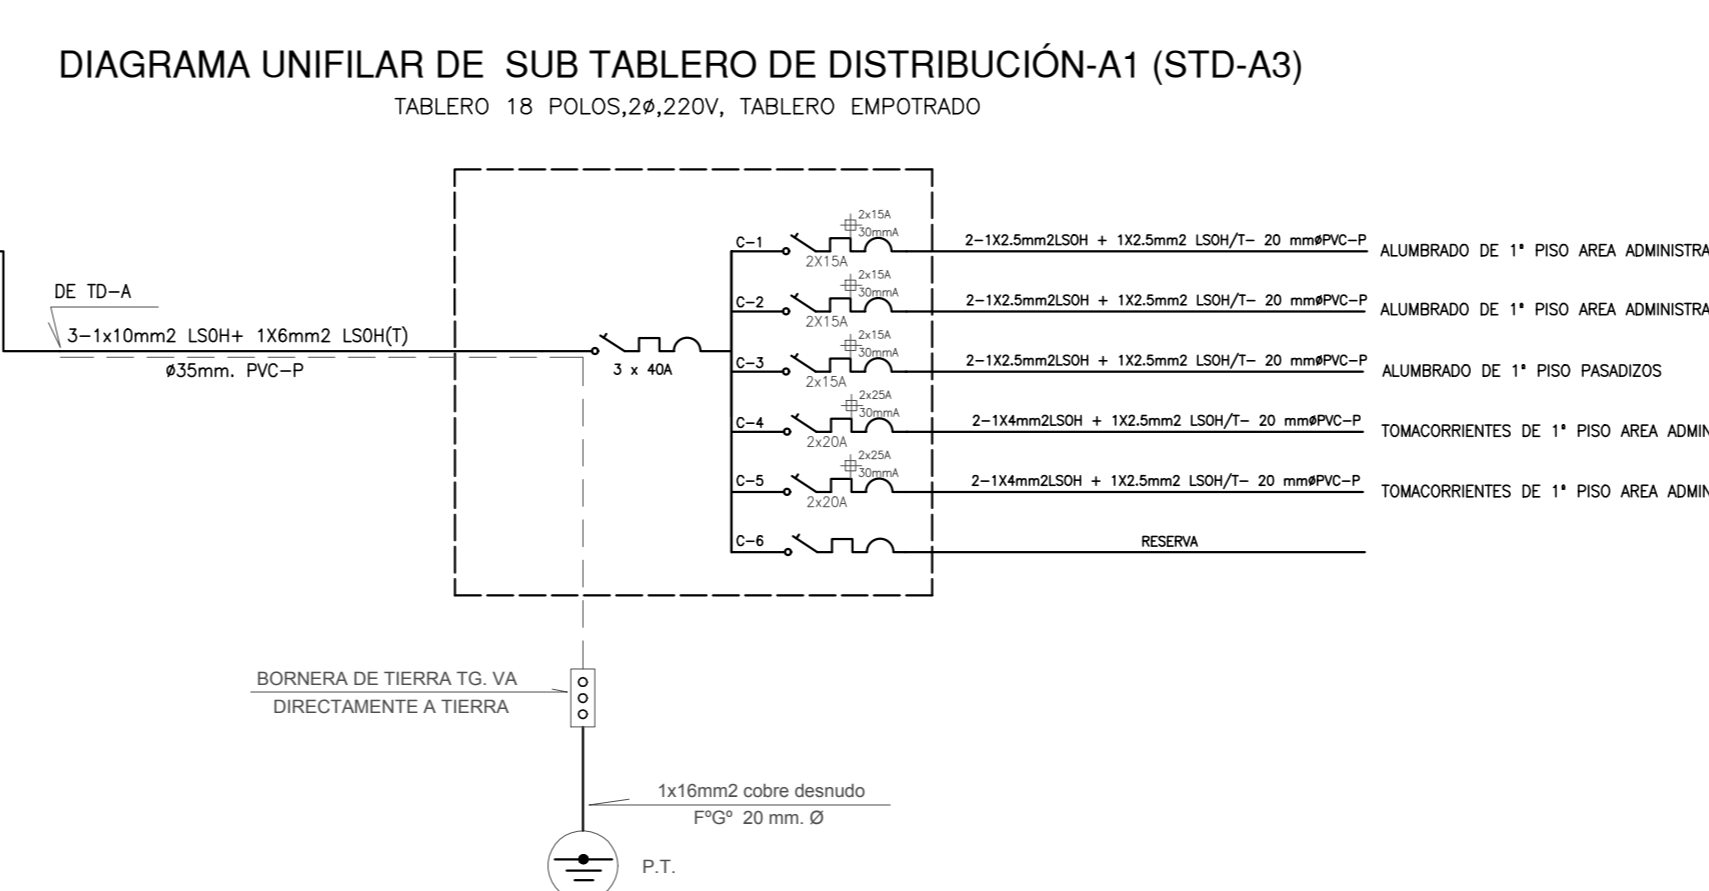 DIAGRAMA UNIFILAR DE SUB TABLERO DE DISTRIBUCIÓN-A1 (STD-A3)
TABLERO 18 POLOS,2ø,220V, TABLERO EMPOTRADO
DE TD-A
3-1x10mm2 LSOH+ 1X6mm2 LSOH(T)
ø35mm. PVC-P
3 x 40A
C-1
2x15A
30mmA
2X15A
2-1X2.5mm2LSOH + 1X2.5mm2 LSOH/T- 20 mmøPVC-P
ALUMBRADO DE 1° PISO AREA ADMINISTRA
C-2
2x15A
30mmA
2X15A
2-1X2.5mm2LSOH + 1X2.5mm2 LSOH/T- 20 mmøPVC-P
ALUMBRADO DE 1° PISO AREA ADMINISTRA
C-3
2x15A
30mmA
2x15A
2-1X2.5mm2LSOH + 1X2.5mm2 LSOH/T- 20 mmøPVC-P
ALUMBRADO DE 1° PISO PASADIZOS
C-4
2x25A
30mmA
2x20A
2-1X4mm2LSOH + 1X2.5mm2 LSOH/T- 20 mmøPVC-P
TOMACORRIENTES DE 1° PISO AREA ADMIN
C-5
2x25A
30mmA
2x20A
2-1X4mm2LSOH + 1X2.5mm2 LSOH/T- 20 mmøPVC-P
TOMACORRIENTES DE 1° PISO AREA ADMIN
C-6
RESERVA
BORNERA DE TIERRA TG. VA
DIRECTAMENTE A TIERRA
1x16mm2 cobre desnudo
FºGº 20 mm. Ø
P.T.